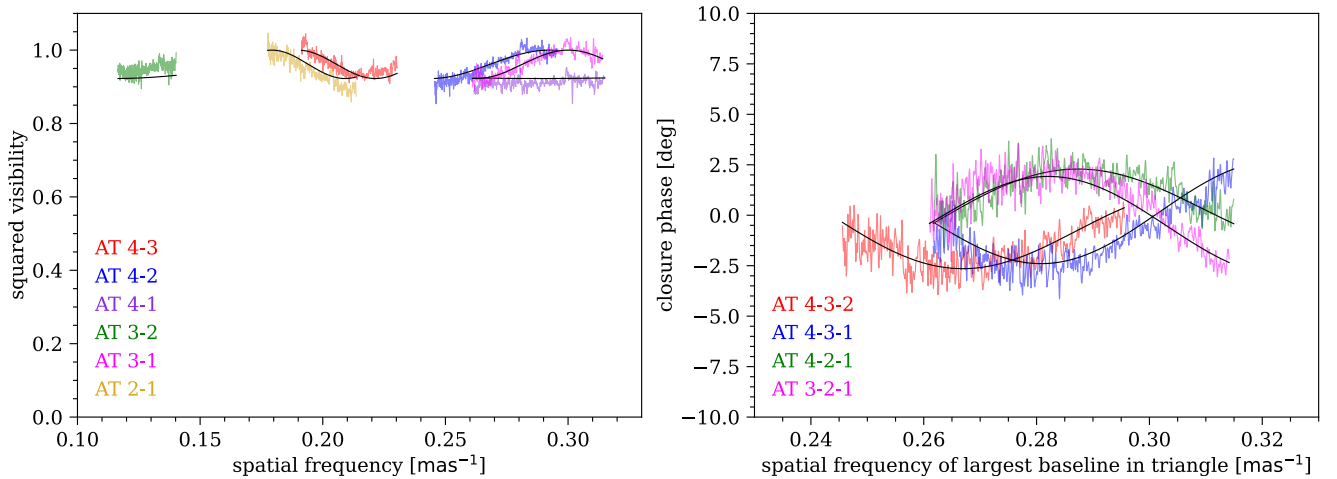 1.0
0.8
0.6
0.4
0.2
0.0
squared visibility
AT 4-3
AT 4-2
AT 4-1
AT 3-2
AT 3-1
AT 2-1
0.10 0.15 0.20 0.25 0.30
spatial frequency [mas⁻¹]
10.0
7.5
5.0
2.5
0.0
−2.5
−5.0
−7.5
−10.0
closure phase [deg]
AT 4-3-2
AT 4-3-1
AT 4-2-1
AT 3-2-1
0.24 0.26 0.28 0.30 0.32
spatial frequency of largest baseline in triangle [mas⁻¹]